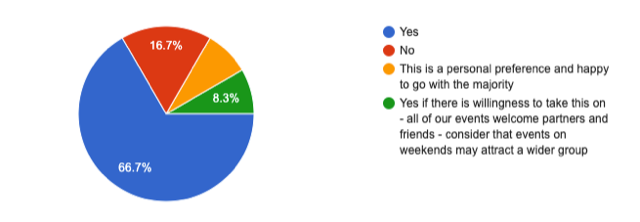 16.7%
8.3%
66.7%
Yes
No
This is a personal preference and happy
to go with the majority
Yes if there is willingness to take this on
- all of our events welcome partners and
friends - consider that events on
weekends may attract a wider group